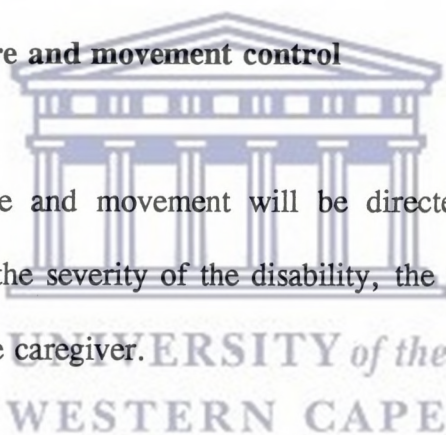 re and movement control
e and movement will be directe
the severity of the disability, the
e caregiver.
UNIVERSITY of the
WESTERN CAPE